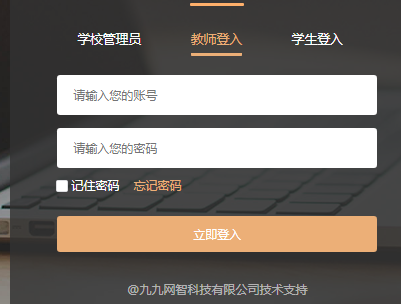 学校管理员 教师登入 学生登入
请输入您的账号
请输入您的密码
记住密码 忘记密码
立即登入
@九九网智科技有限公司技术支持